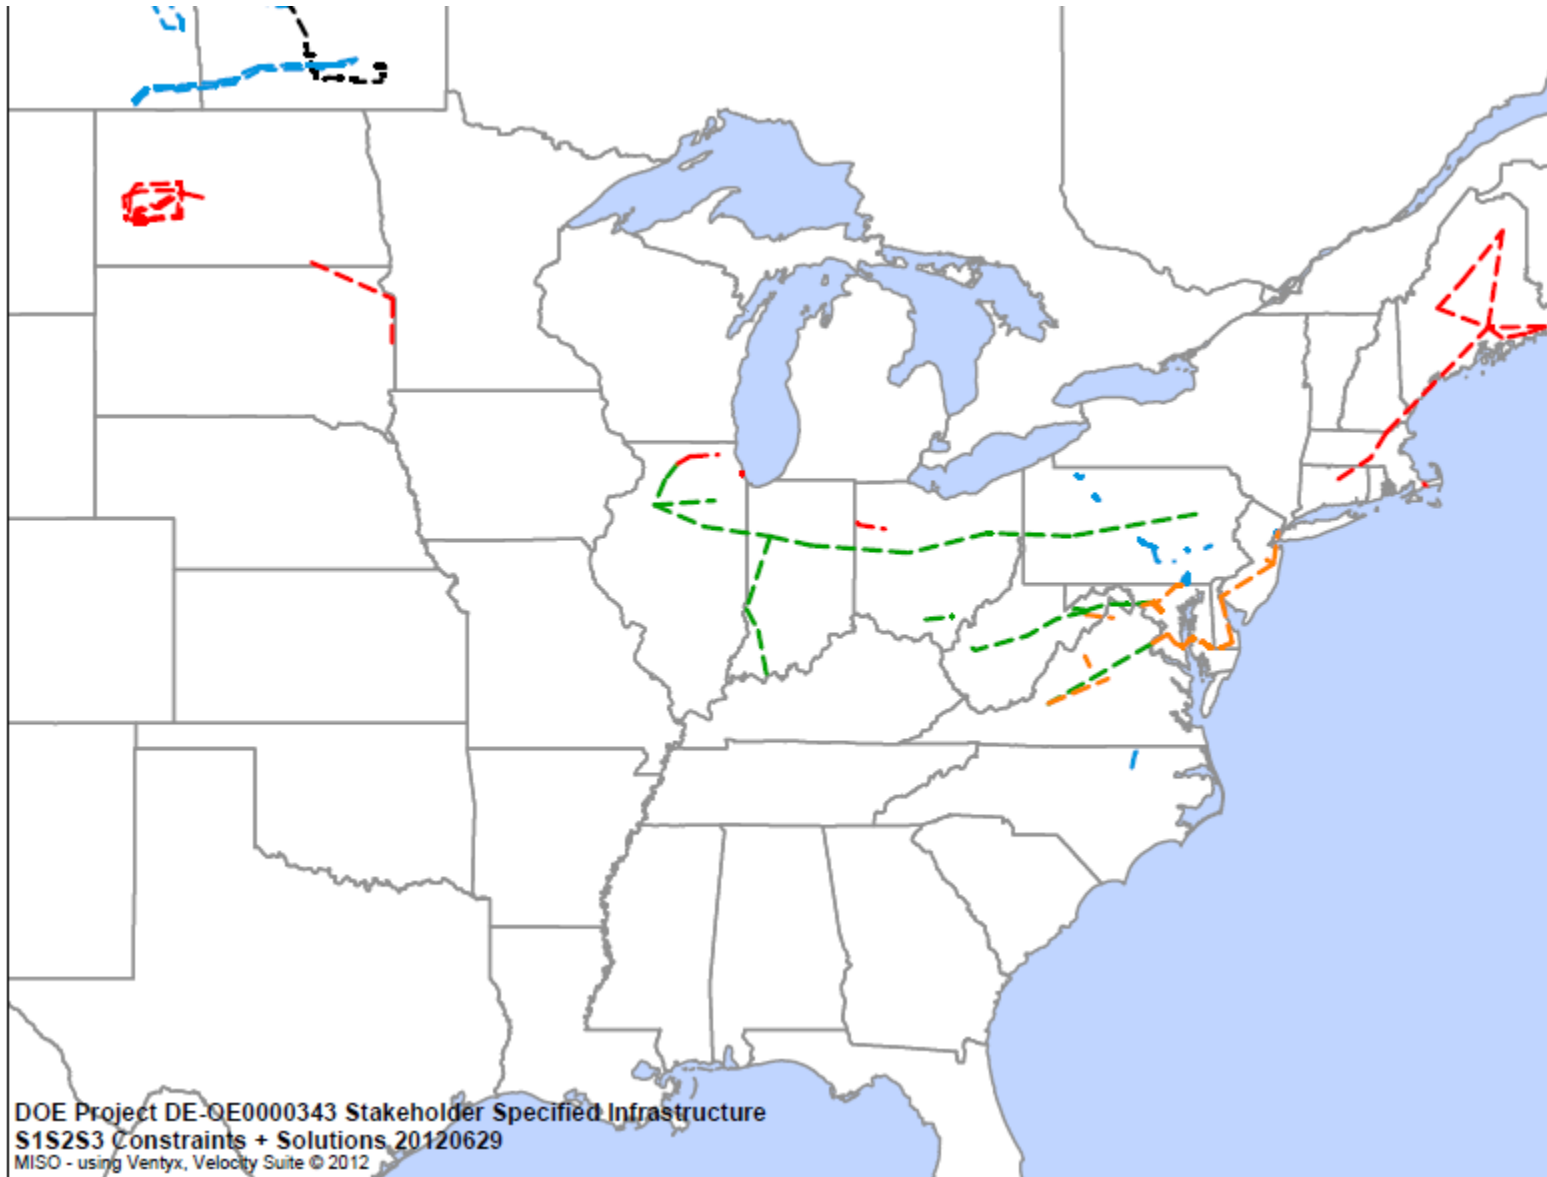 DOE Project DE-OE0000343 Stakeholder Specified Infrastructure
S1S2S3 Constraints + Solutions 20120629
MISO - using Ventyx, Velocity Suite © 2012